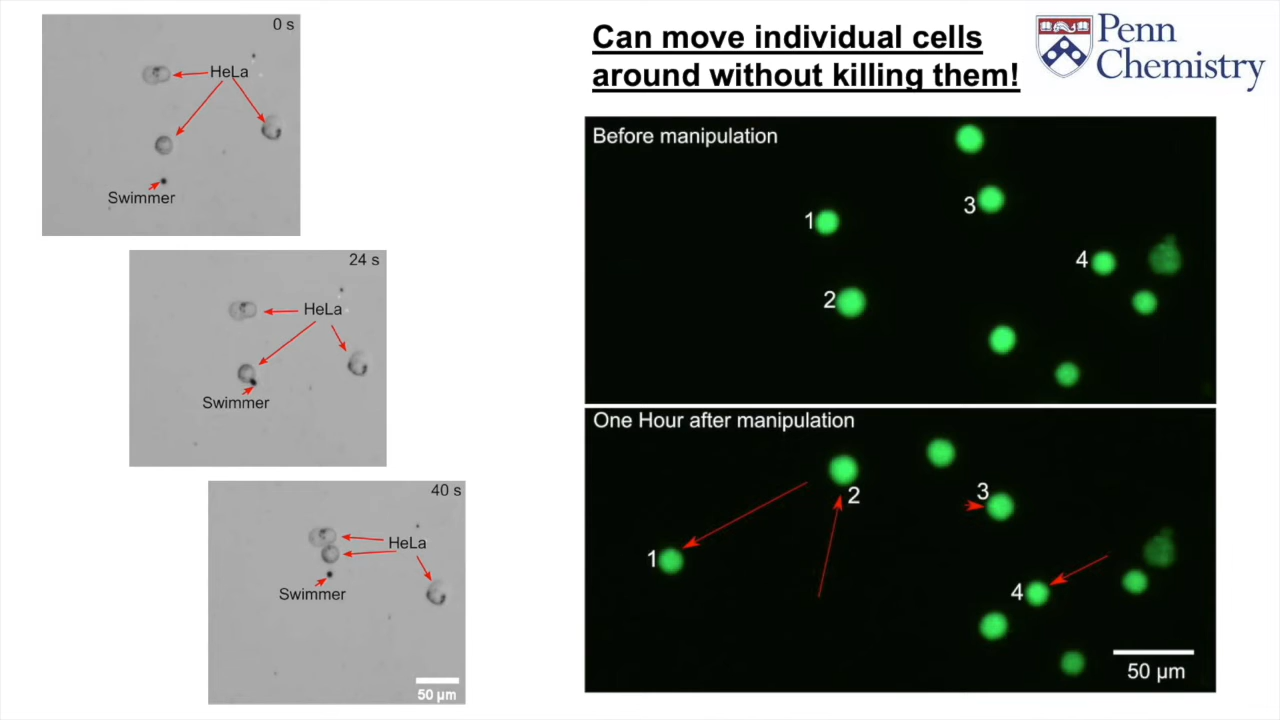 0 s
HeLa
Swimmer
24 s
HeLa
Swimmer
40 s
HeLa
Swimmer
50 µm
Can move individual cells
around without killing them!
Penn
Chemistry
Before manipulation
1
2
3
4
One Hour after manipulation
1
2
3
4
50 µm